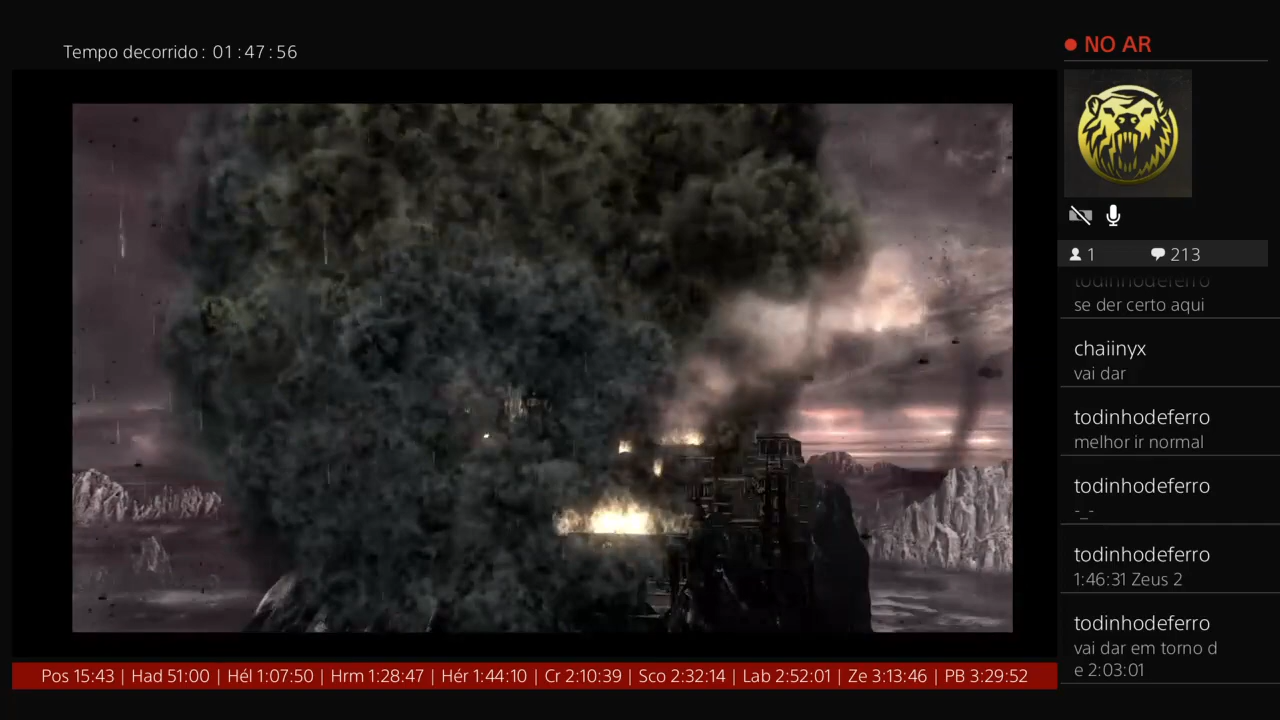 Tempo decorrido: 01:47:56
NO AR
1 213
todinhodeferro
se der certo aqui
chaiinyx
vai dar
todinhodeferro
melhor ir normal
todinhodeferro
-_-
todinhodeferro
1:46:31 Zeus 2
todinhodeferro
vai dar em torno d
e 2:03:01
Pos 15:43 | Had 51:00 | Hél 1:07:50 | Hrm 1:28:47 | Hér 1:44:10 | Cr 2:10:39 | Sco 2:32:14 | Lab 2:52:01 | Ze 3:13:46 | PB 3:29:52